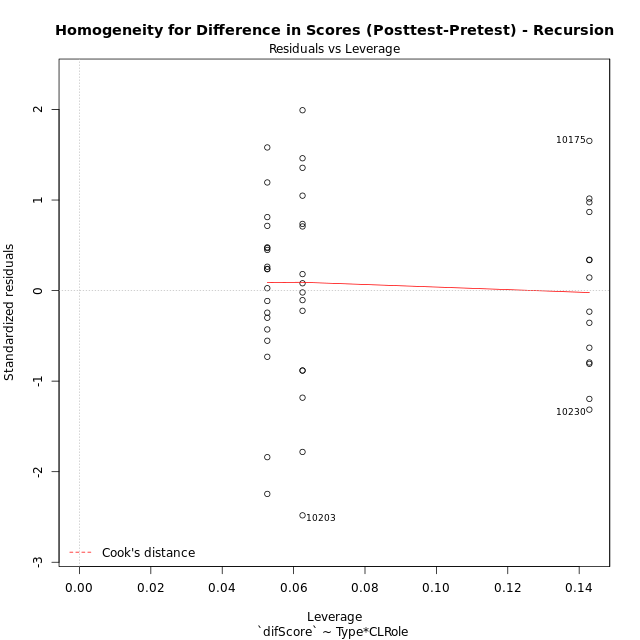 Homogeneity for Difference in Scores (Posttest-Pretest) - Recursion
Residuals vs Leverage
2
1
0
-1
-2
-3
Standardized residuals
10175
10230
10203
Cook's distance
0.00 0.02 0.04 0.06 0.08 0.10 0.12 0.14
Leverage
`difScore` ~ Type*CLRole